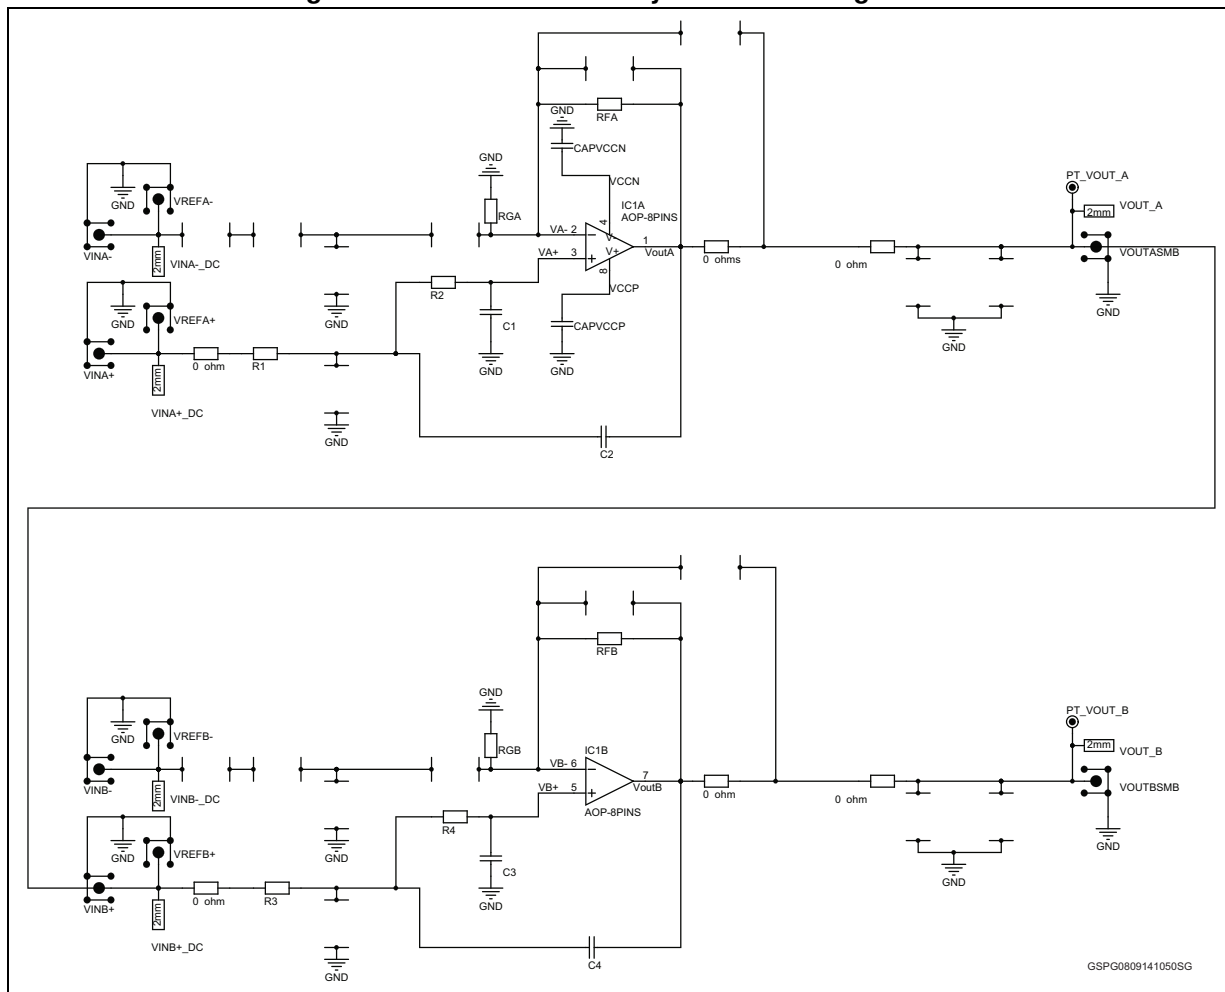 GND
RFA
CAPVCCN
GND
VCCN
GND
VREFA-
RGA
IC1A
AOP-8PINS
PT_VOUT_A
2mm
VOUT_A
VINA-
2mm
VINA-_DC
VA- 2
VA+ 3
4
V-
V+
8
1
VoutA
0 ohms
0 ohm
VOUTASMB
GND
GND
VREFA+
GND
R2
C1
VCCP
CAPVCCP
GND
GND
GND
VINA+
2mm
0 ohm
R1
VINA+_DC
GND
C2
RFB
GND
VREFB-
GND
RGB
IC1B
PT_VOUT_B
2mm
VOUT_B
VINB-
2mm
VINB-_DC
VB- 6
VB+ 5
7
VoutB
AOP-8PINS
0 ohm
0 ohm
VOUTBSMB
GND
GND
VREFB+
GND
R4
C3
GND
GND
VINB+
2mm
0 ohm
R3
VINB+_DC
GND
C4
GSPG0809141050SG